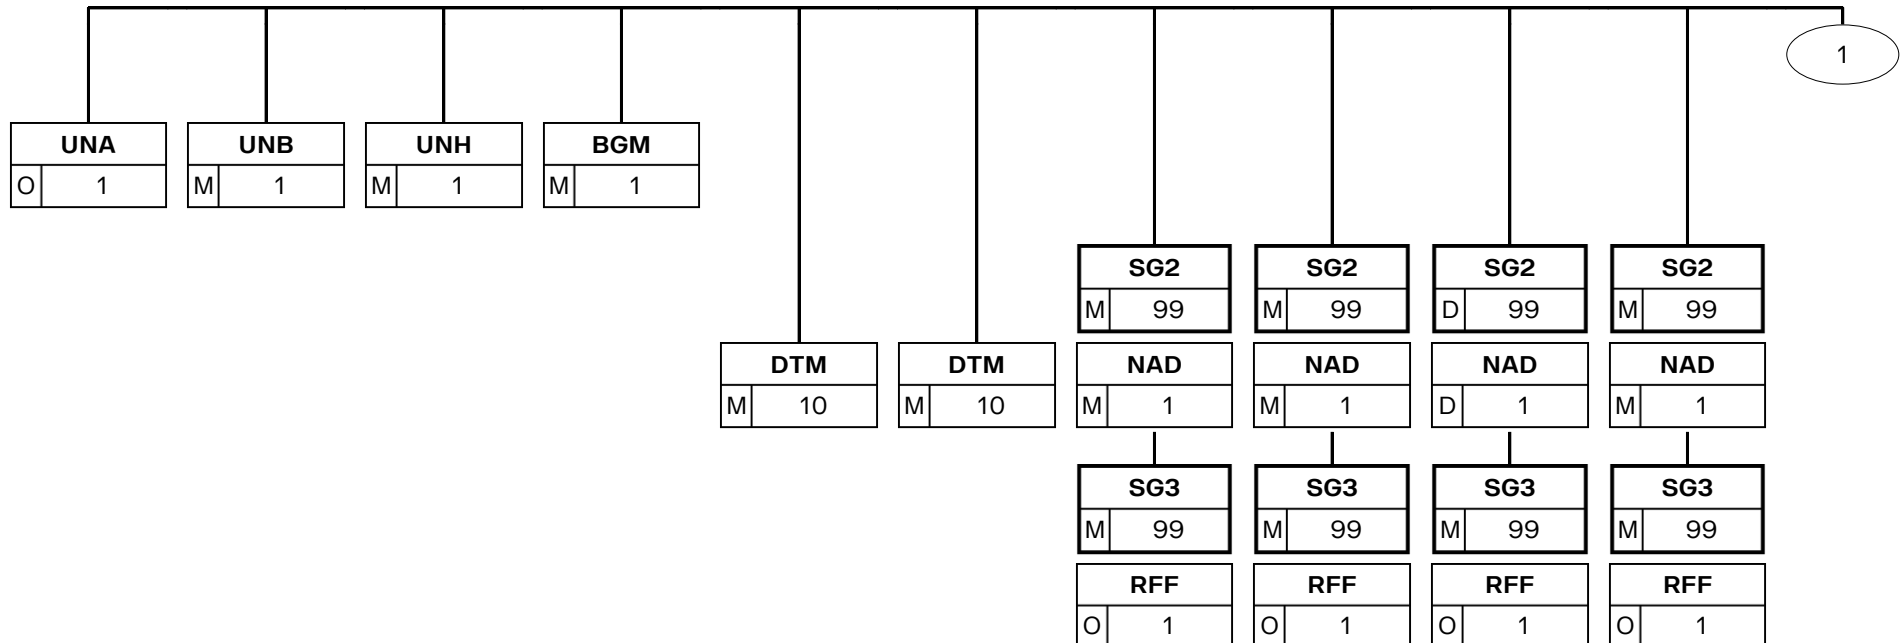 1
UNA UNB UNH BGM
O 1 M 1 M 1 M 1
SG2 SG2 SG2 SG2
M 99 M 99 D 99 M 99
DTM DTM NAD NAD NAD NAD
M 10 M 10 M 1 M 1 D 1 M 1
SG3 SG3 SG3 SG3
M 99 M 99 M 99 M 99
RFF RFF RFF RFF
O 1 O 1 O 1 O 1